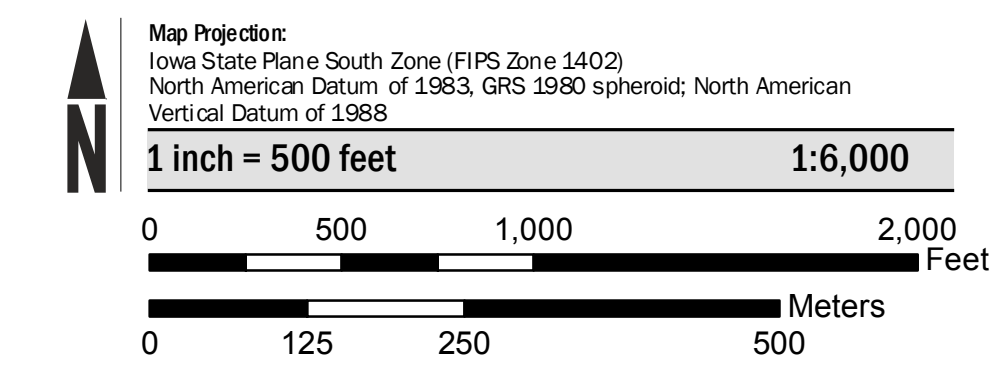 Map Projection:
Iowa State Plane South Zone (FIPS Zone 1402)
North American Datum of 1983, GRS 1980 spheroid; North American
Vertical Datum of 1988
N
1 inch = 500 feet 1:6,000
0 500 1,000 2,000
Feet
Meters
0 125 250 500